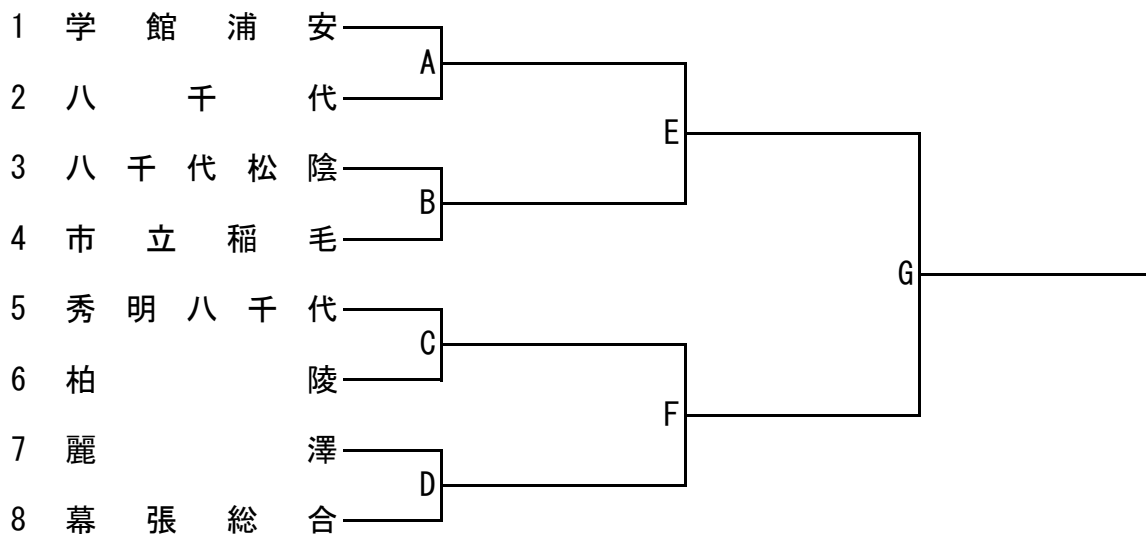 1 学館浦安
A
2 八千代
E
3 八千代松陰
B
4 市立稲毛
G
5 秀明八千代
C
6 柏陵
F
7 麗澤
D
8 幕張総合